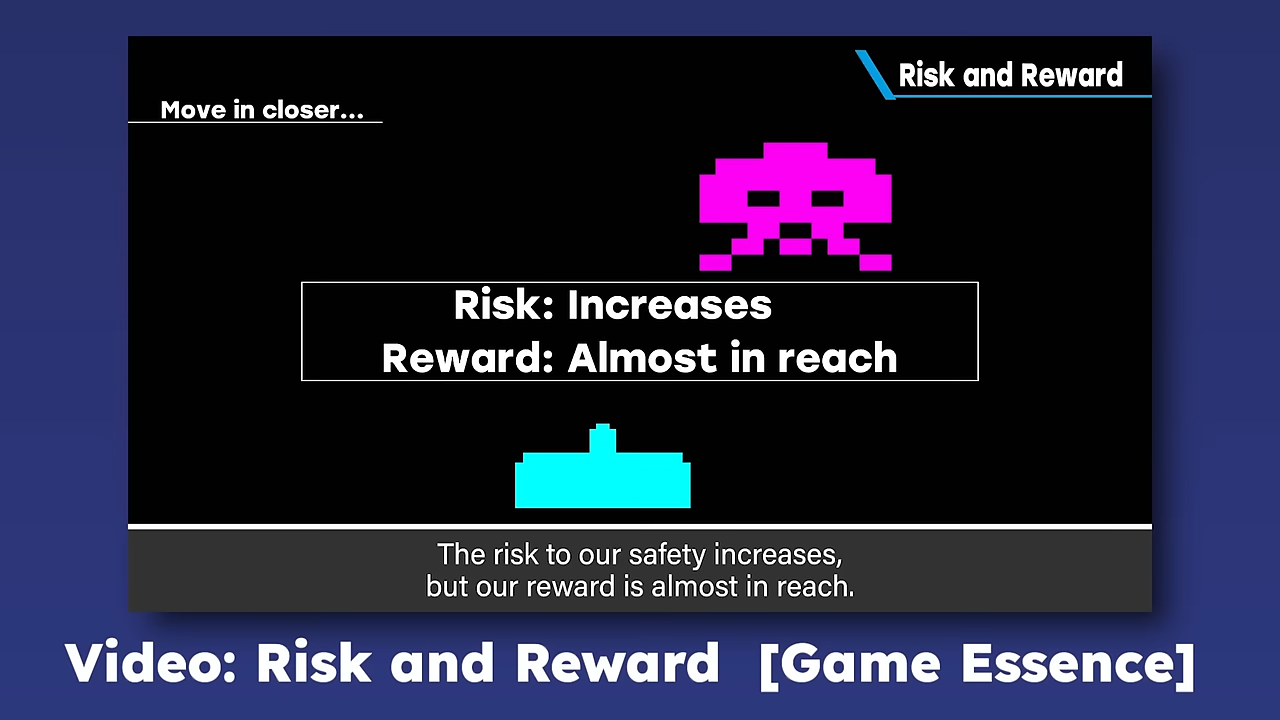 Risk and Reward
Move in closer...
Risk: Increases
Reward: Almost in reach
The risk to our safety increases,
but our reward is almost in reach.
Video: Risk and Reward [Game Essence]